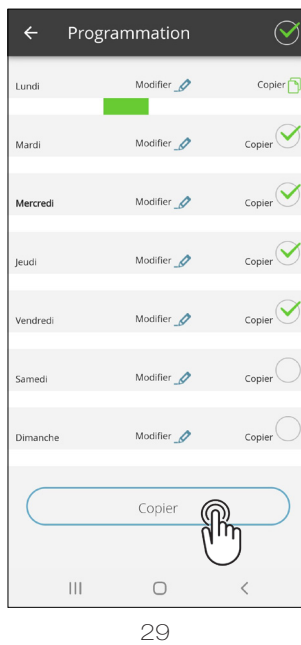 Programmation
Lundi Modifier Copier
Mardi Modifier Copier
Mercredi Modifier Copier
Jeudi Modifier Copier
Vendredi Modifier Copier
Samedi Modifier Copier
Dimanche Modifier Copier
Copier
29